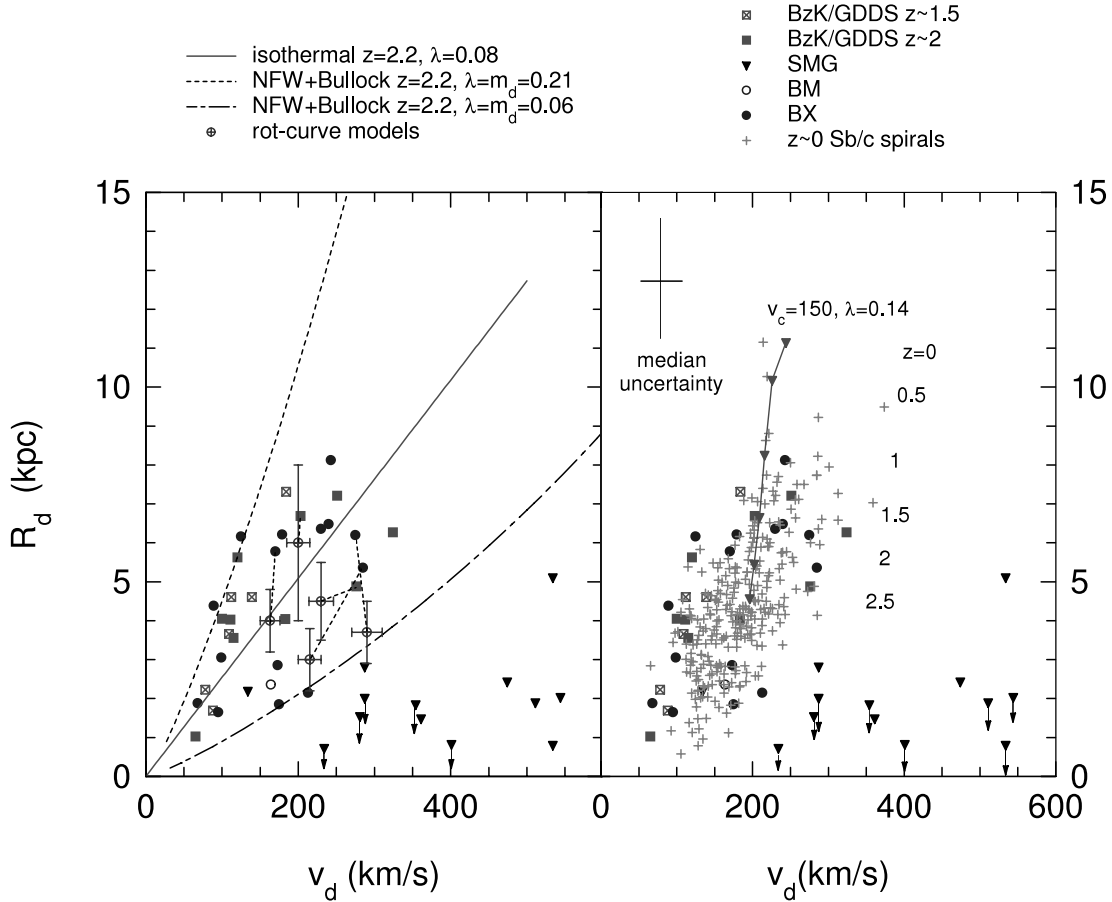 isothermal z=2.2, λ=0.08
NFW+Bullock z=2.2, λ=m_d=0.21
NFW+Bullock z=2.2, λ=m_d=0.06
rot-curve models
BzK/GDDS z~1.5
BzK/GDDS z~2
SMG
BM
BX
z~0 Sb/c spirals
15
10
5
0
R_d (kpc)
0
200
400
v_d (km/s)
median
uncertainty
v_c=150, λ=0.14
z=0
0.5
1
1.5
2
2.5
15
10
5
0
0
200
400
600
v_d (km/s)